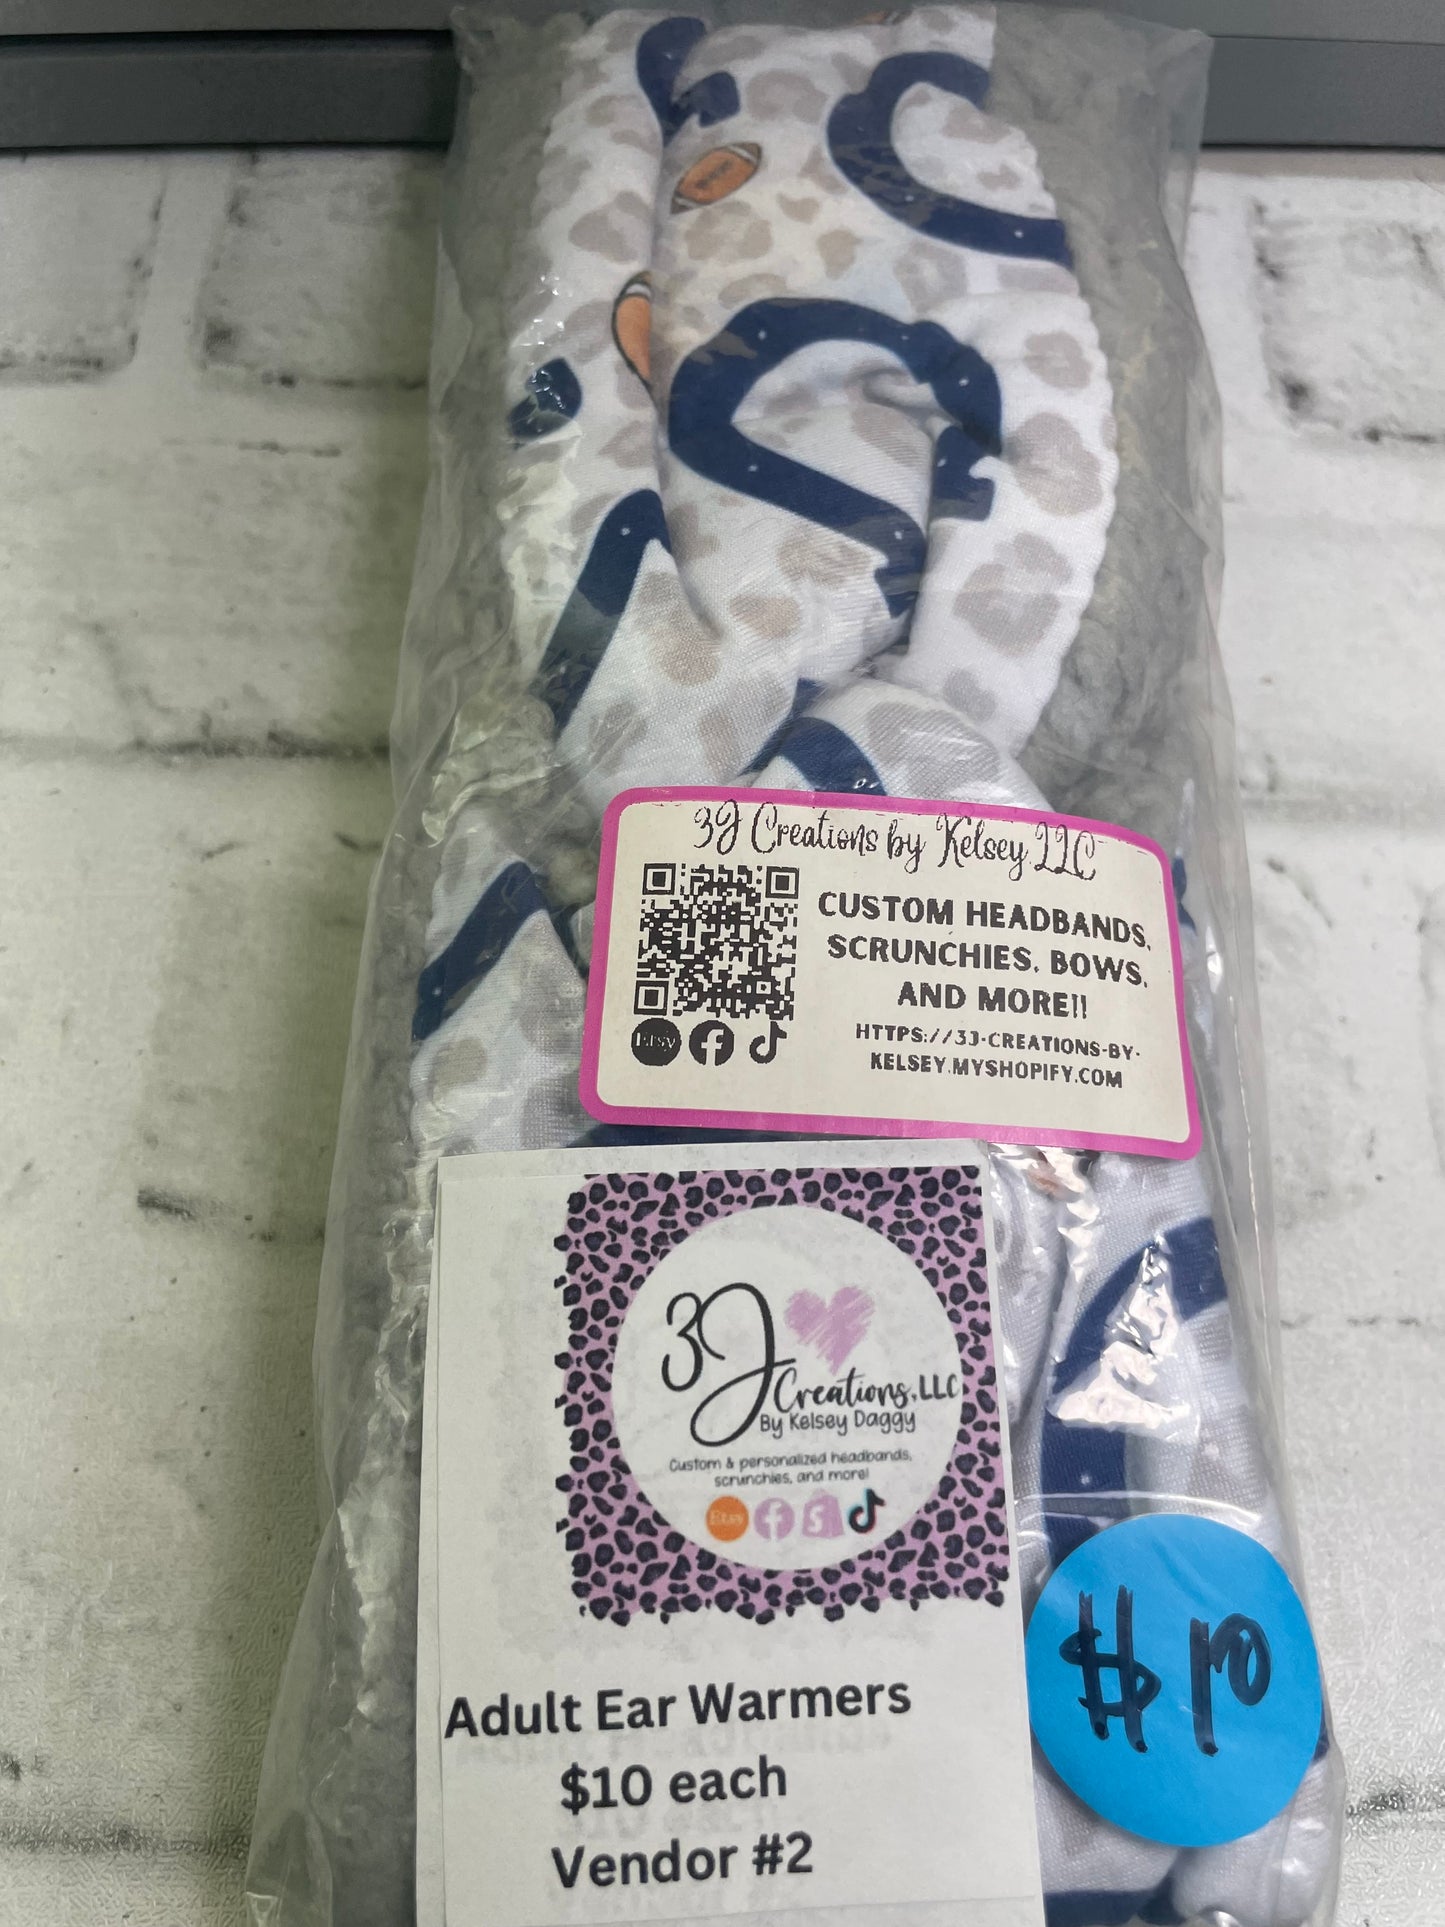 3J Creations by Kelsey LLC
CUSTOM HEADBANDS,
SCRUNCHIES, BOWS,
AND MORE!!
Etsy
HTTPS://3J-CREATIONS-BY-
KELSEY.MYSHOPIFY.COM
3J
Creations, LLC
By Kelsey Daggy
Custom & personalized headbands,
scrunchies, and more!
Etsy
Adult Ear Warmers
$10 each
Vendor #2
$10